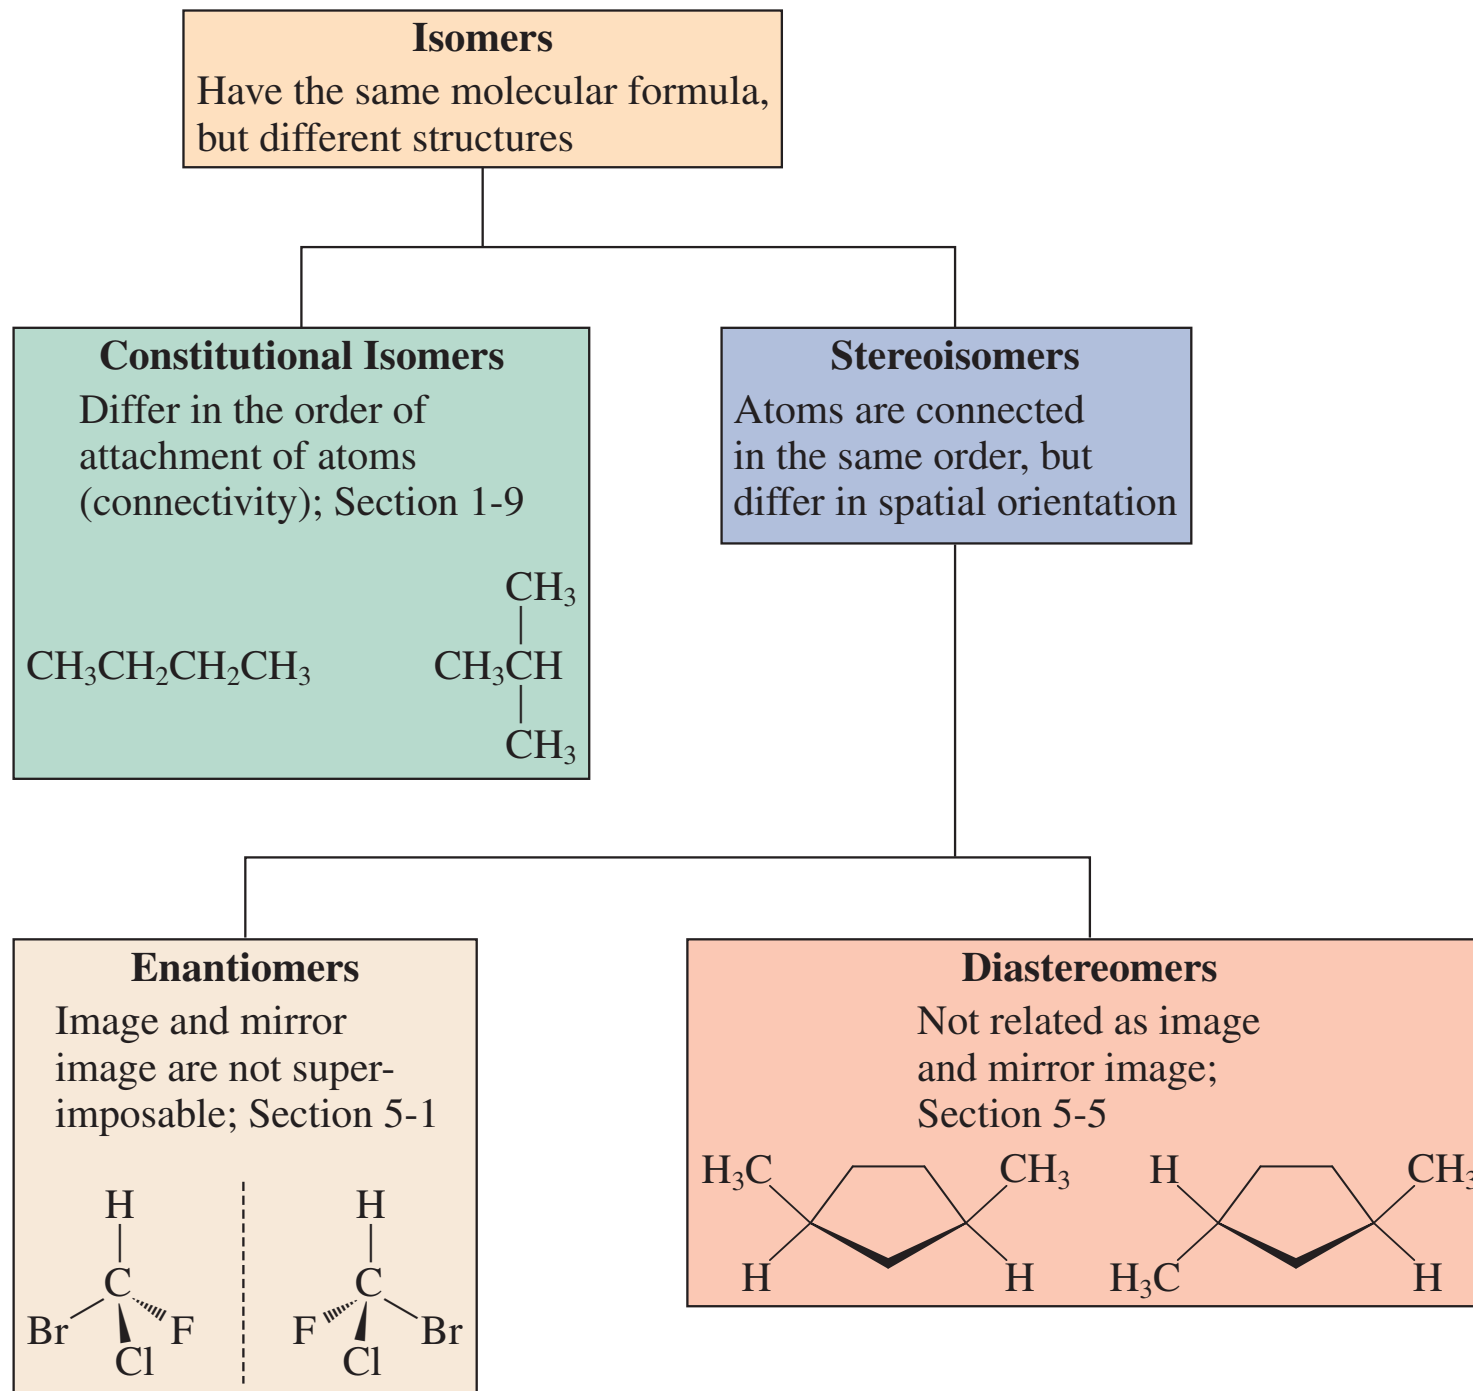 Isomers
Have the same molecular formula,
but different structures
Constitutional Isomers
Differ in the order of
attachment of atoms
(connectivity); Section 1-9
CH₃
CH₃CH₂CH₂CH₃ CH₃CH
CH₃
Stereoisomers
Atoms are connected
in the same order, but
differ in spatial orientation
Enantiomers
Image and mirror
image are not super-
imposable; Section 5-1
H H
C C
Br F F Br
Cl Cl
Diastereomers
Not related as image
and mirror image;
Section 5-5
H₃C CH₃ H CH₃
H H H₃C H